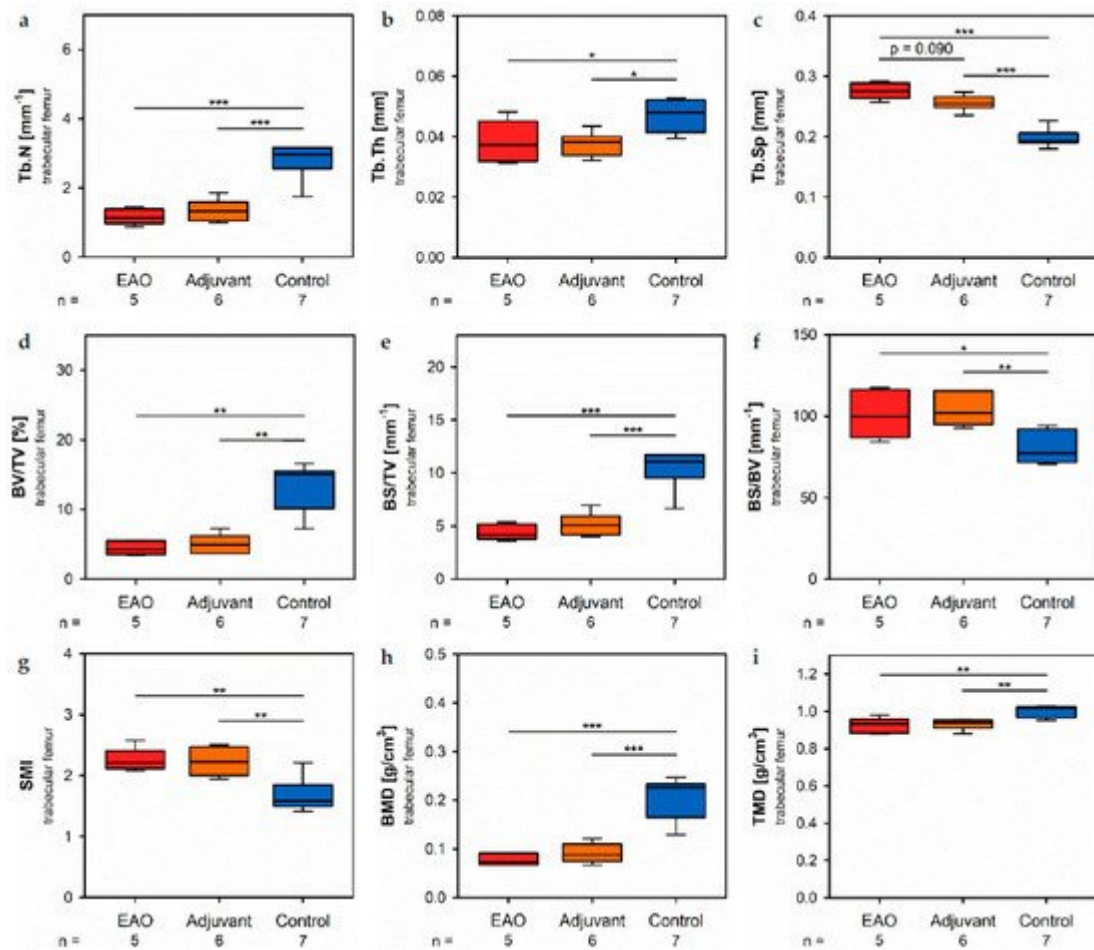 a
Tb.N [mm⁻¹]
trabecular femur
6
4
2
0
***
***
EAO Adjuvant Control
n = 5 6 7
b
Tb.Th [mm]
trabecular femur
0.08
0.06
0.04
0.02
0.00
*
*
EAO Adjuvant Control
n = 5 6 7
c
Tb.Sp [mm]
trabecular femur
0.4
0.3
0.2
0.1
0.0
***
p = 0.090
***
EAO Adjuvant Control
n = 5 6 7
d
BV/TV [%]
trabecular femur
30
20
10
0
**
**
EAO Adjuvant Control
n = 5 6 7
e
BS/TV [mm⁻¹]
trabecular femur
20
15
10
5
0
***
***
EAO Adjuvant Control
n = 5 6 7
f
BS/BV [mm⁻¹]
trabecular femur
150
100
50
0
*
**
EAO Adjuvant Control
n = 5 6 7
g
SMI
trabecular femur
4
3
2
1
0
**
**
EAO Adjuvant Control
n = 5 6 7
h
BMD [g/cm³]
trabecular femur
0.5
0.4
0.3
0.2
0.1
0.0
***
***
EAO Adjuvant Control
n = 5 6 7
i
TMD [g/cm³]
trabecular femur
1.2
1.0
0.8
0.6
0.4
0.2
0.0
**
**
EAO Adjuvant Control
n = 5 6 7